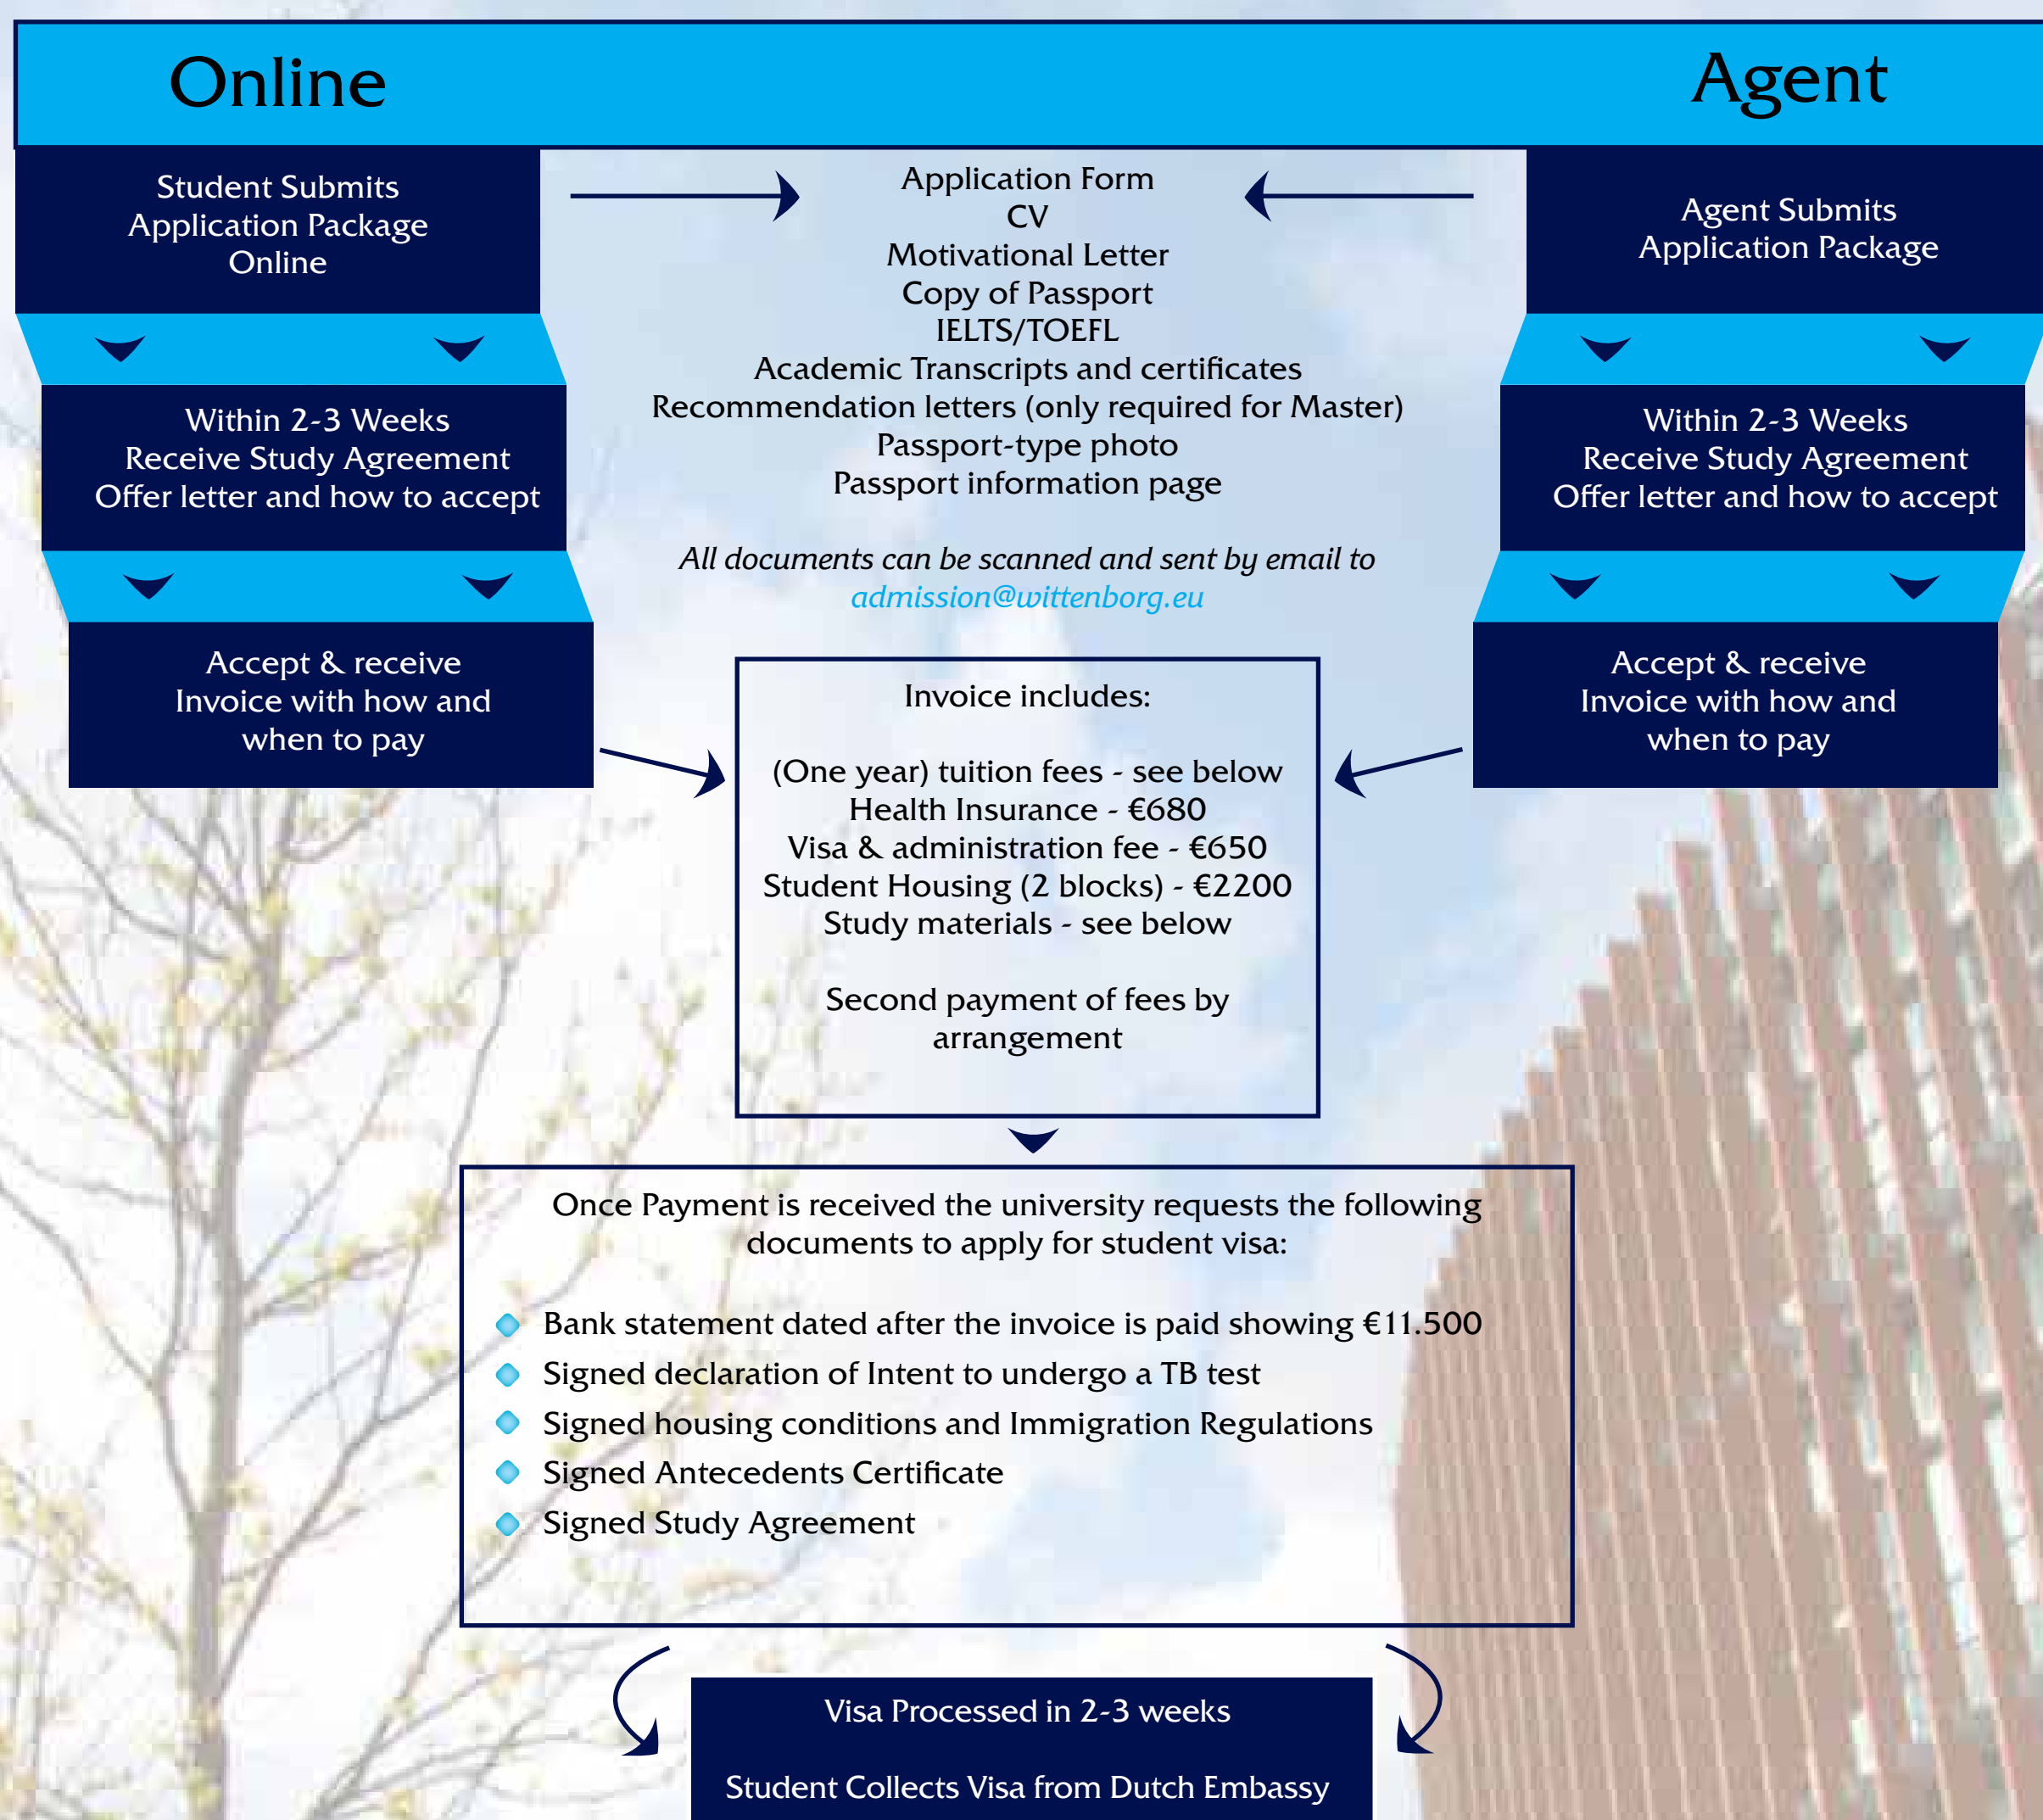 Online
Agent
Student Submits
Application Package
Online
Application Form
CV
Motivational Letter
Copy of Passport
IELTS/TOEFL
Academic Transcripts and certificates
Recommendation letters (only required for Master)
Passport-type photo
Passport information page
All documents can be scanned and sent by email to
admission@wittenborg.eu
Agent Submits
Application Package
Within 2-3 Weeks
Receive Study Agreement
Offer letter and how to accept
Within 2-3 Weeks
Receive Study Agreement
Offer letter and how to accept
Accept & receive
Invoice with how and
when to pay
Accept & receive
Invoice with how and
when to pay
Invoice includes:
(One year) tuition fees - see below
Health Insurance - €680
Visa & administration fee - €650
Student Housing (2 blocks) - €2200
Study materials - see below
Second payment of fees by
arrangement
Once Payment is received the university requests the following
documents to apply for student visa:
Bank statement dated after the invoice is paid showing €11.500
Signed declaration of Intent to undergo a TB test
Signed housing conditions and Immigration Regulations
Signed Antecedents Certificate
Signed Study Agreement
Visa Processed in 2-3 weeks
Student Collects Visa from Dutch Embassy